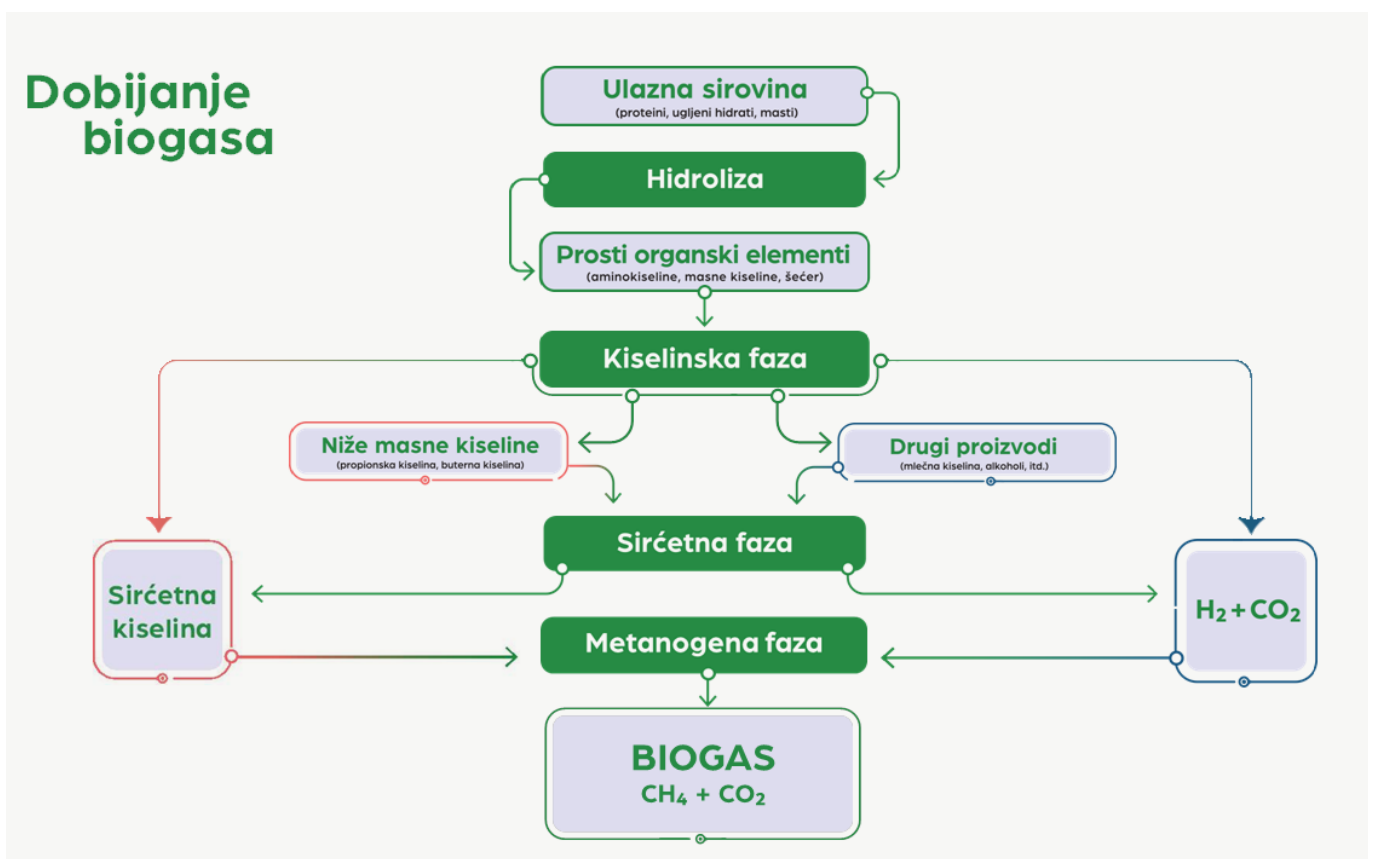 Dobijanje
biogasa
Ulazna sirovina
(proteini, ugljeni hidrati, masti)
Hidroliza
Prosti organski elementi
(aminokiseline, masne kiseline, šećer)
Kiselinska faza
Niže masne kiseline
(propionska kiselina, buterna kiselina)
Drugi proizvodi
(mlečna kiselina, alkoholi, itd.)
Sirćetna faza
Sirćetna
kiselina
H₂ + CO₂
Metanogena faza
BIOGAS
CH₄ + CO₂